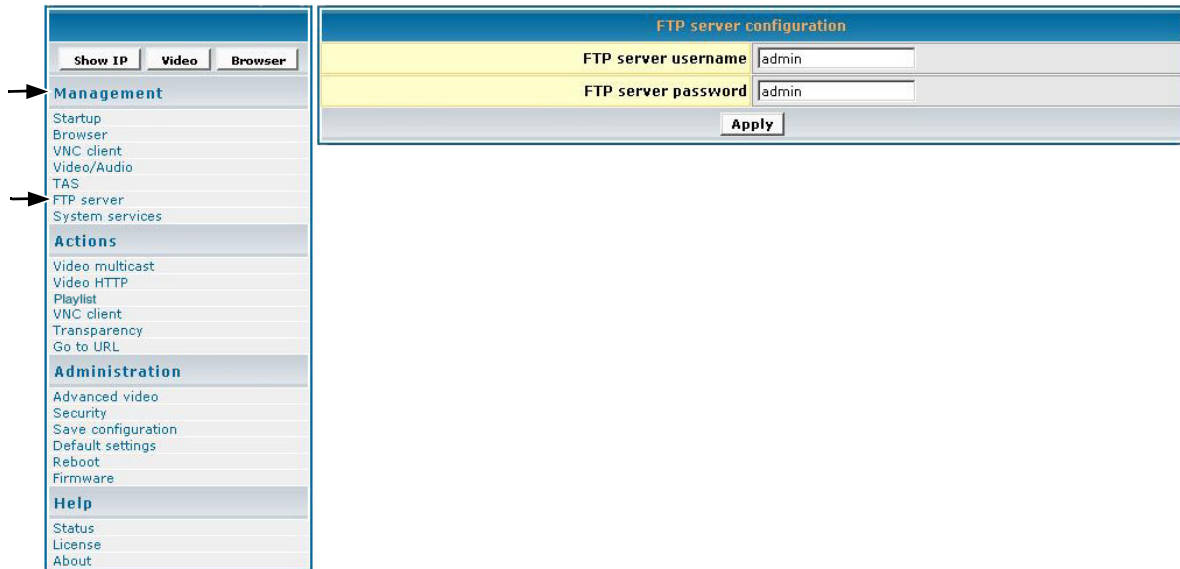 Show IP Video Browser
Management
Startup
Browser
VNC client
Video/Audio
TAS
FTP server
System services
Actions
Video multicast
Video HTTP
Playlist
VNC client
Transparency
Go to URL
Administration
Advanced video
Security
Save configuration
Default settings
Reboot
Firmware
Help
Status
License
About
FTP server configuration
FTP server username admin
FTP server password admin
Apply